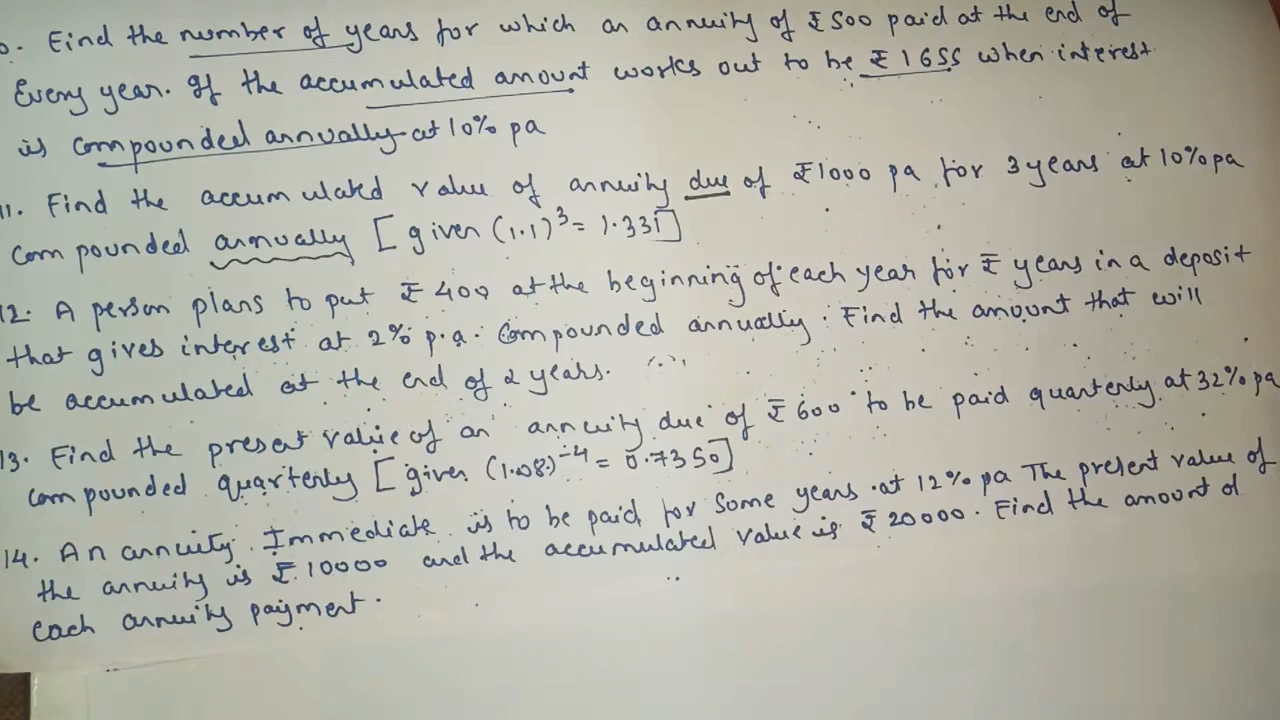 0. Find the number of years for which an annuity of ₹500 paid at the end of
Every year. If the accumulated amount works out to be ₹1655 when interest
is compounded annually at 10% pa
11. Find the accumulated value of annuity due of ₹1000 pa for 3 years at 10% pa
compounded annually [given (1.1)³ = 1.331]
12. A person plans to put ₹400 at the beginning of each year for ₹ years in a deposit
that gives interest at 2% p.a. Compounded annually. Find the amount that will
be accumulated at the end of 2 years.
13. Find the present value of an annuity due of ₹600 to be paid quarterly at 32% pa
compounded quarterly [given (1.08)⁻⁴ = 0.7350]
14. An annuity Immediate is to be paid for some years at 12% pa The present value of
the annuity is ₹10000 and the accumulated value is ₹20000. Find the amount of
each annuity payment.